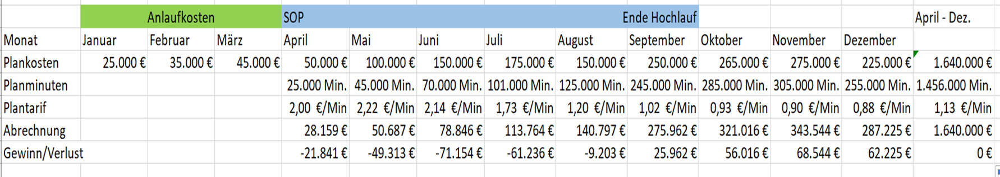 Anlaufkosten SOP Ende Hochlauf April - Dez.
Monat Januar Februar März April Mai Juni Juli August September Oktober November Dezember
Plankosten 25.000 € 35.000 € 45.000 € 50.000 € 100.000 € 150.000 € 175.000 € 150.000 € 250.000 € 265.000 € 275.000 € 225.000 € 1.640.000 €
Planminuten 25.000 Min. 45.000 Min. 70.000 Min. 101.000 Min. 125.000 Min. 245.000 Min. 285.000 Min. 305.000 Min. 255.000 Min. 1.456.000 Min.
Plantarif 2,00 €/Min 2,22 €/Min 2,14 €/Min 1,73 €/Min 1,20 €/Min 1,02 €/Min 0,93 €/Min 0,90 €/Min 0,88 €/Min 1,13 €/Min
Abrechnung 28.159 € 50.687 € 78.846 € 113.764 € 140.797 € 275.962 € 321.016 € 343.544 € 287.225 € 1.640.000 €
Gewinn/Verlust -21.841 € -49.313 € -71.154 € -61.236 € -9.203 € 25.962 € 56.016 € 68.544 € 62.225 € 0 €